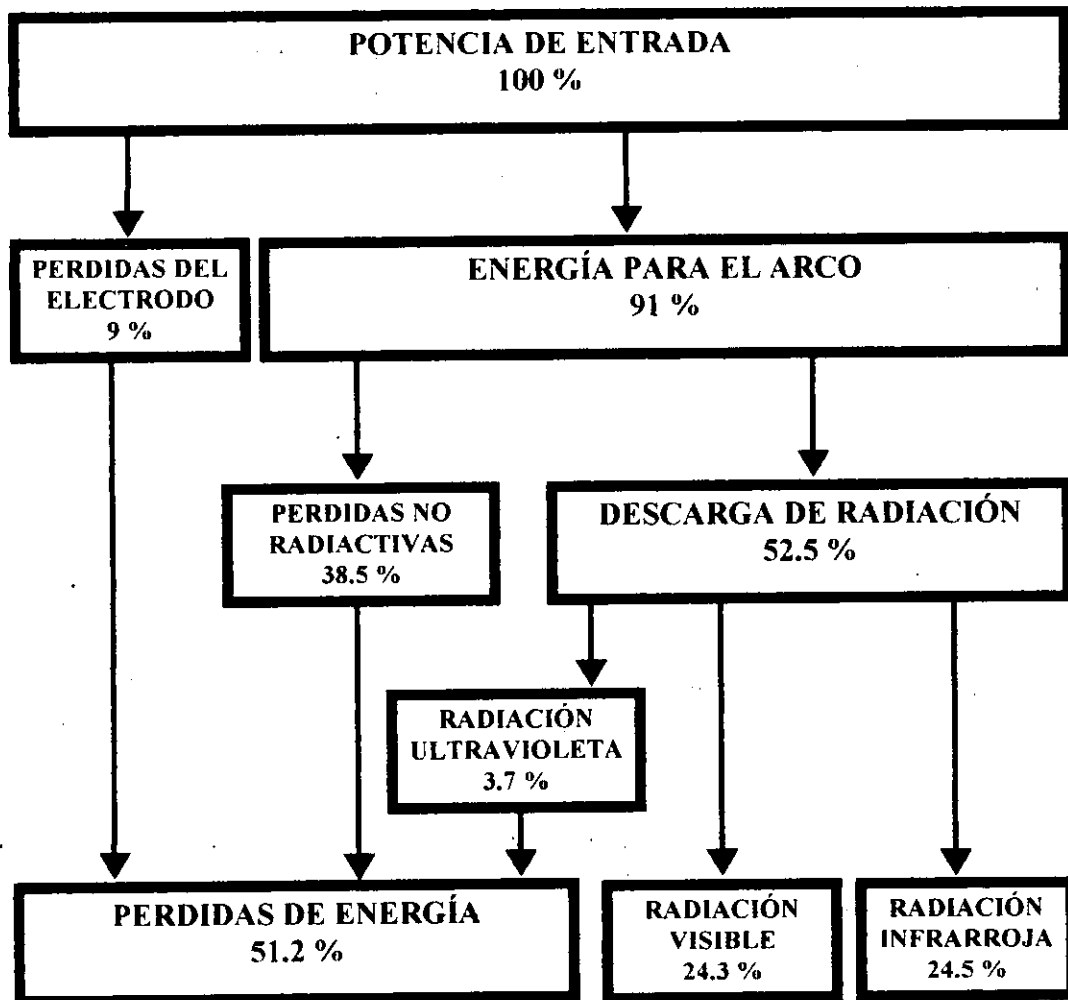 POTENCIA DE ENTRADA
100 %
PERDIDAS DEL
ELECTRODO
9 %
ENERGÍA PARA EL ARCO
91 %
PERDIDAS NO
RADIACTIVAS
38.5 %
DESCARGA DE RADIACIÓN
52.5 %
RADIACIÓN
ULTRAVIOLETA
3.7 %
PERDIDAS DE ENERGÍA
51.2 %
RADIACIÓN
VISIBLE
24.3 %
RADIACIÓN
INFRARROJA
24.5 %